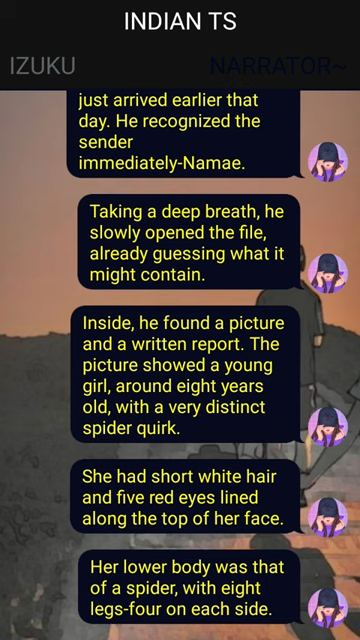 INDIAN TS
IZUKU NARRATOR~
just arrived earlier that
day. He recognized the
sender
immediately-Namae.
Taking a deep breath, he
slowly opened the file,
already guessing what it
might contain.
Inside, he found a picture
and a written report. The
picture showed a young
girl, around eight years
old, with a very distinct
spider quirk.
She had short white hair
and five red eyes lined
along the top of her face.
Her lower body was that
of a spider, with eight
legs-four on each side.